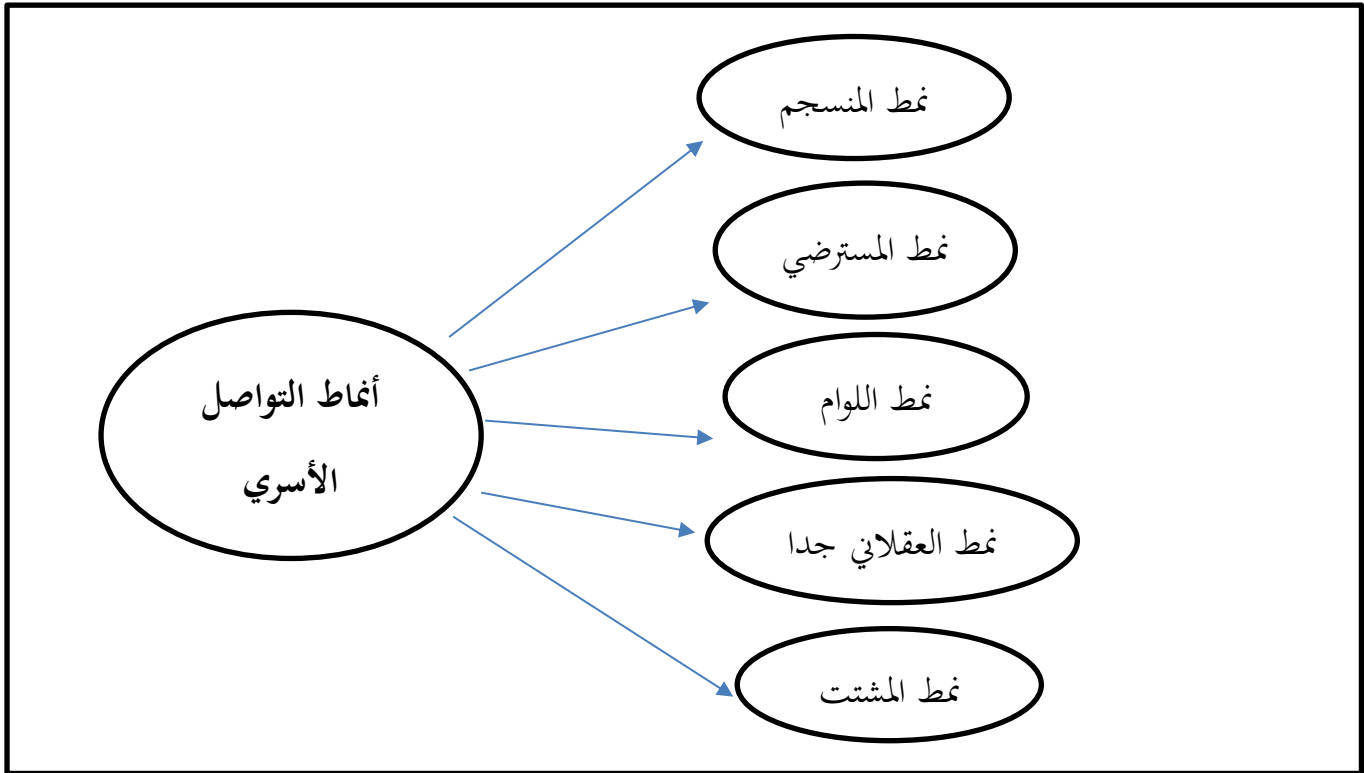 نمط المنسجم
نمط المسترضي
أنماط التواصل
الأسري
نمط اللوام
نمط العقلاني جدا
نمط المشتت